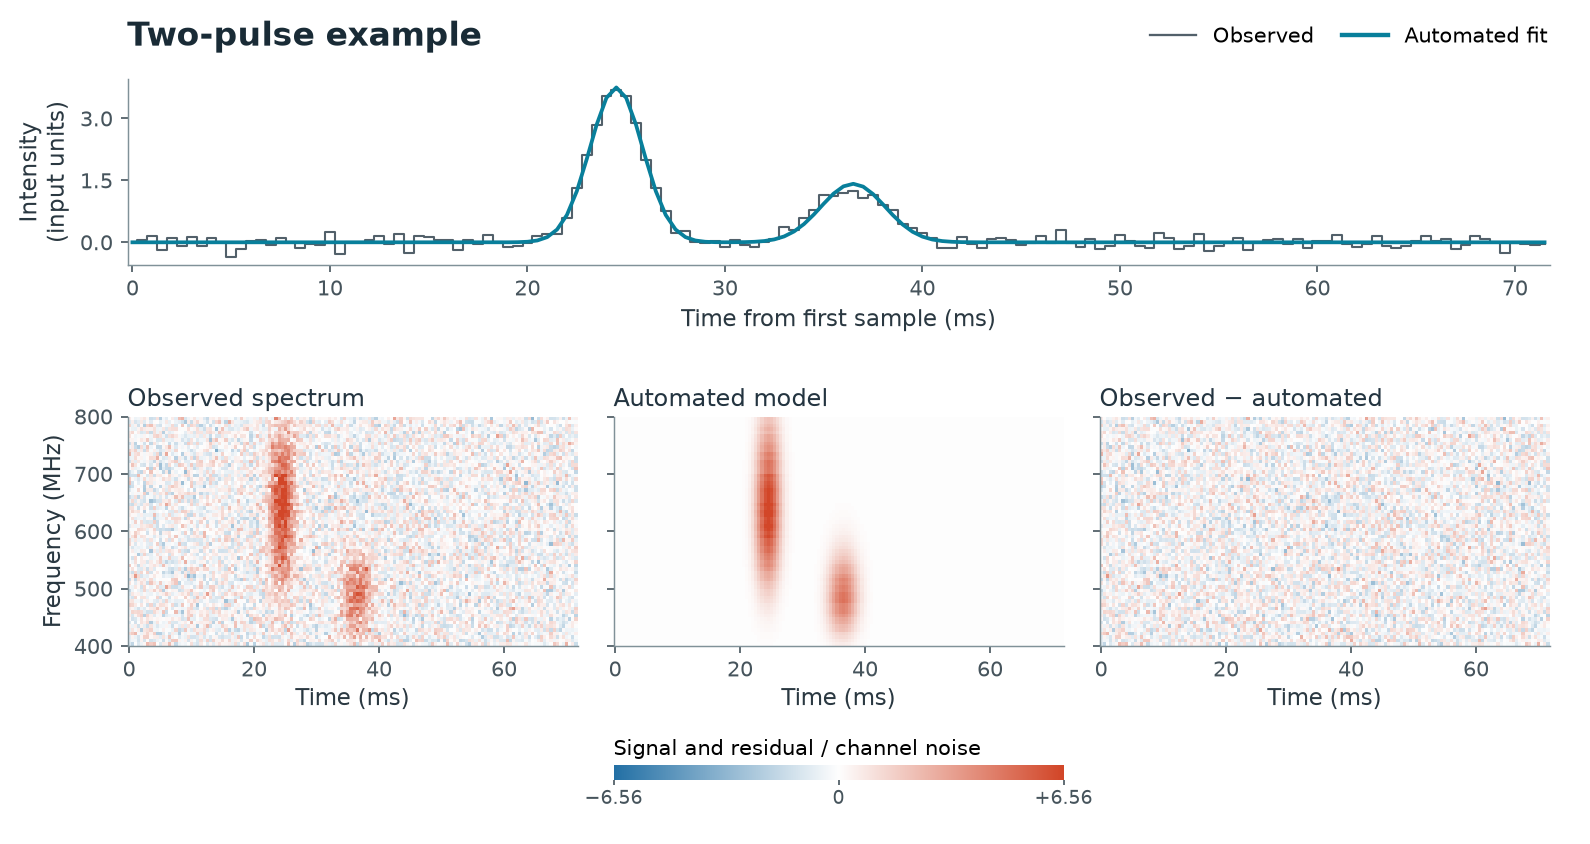 Two-pulse example
Observed
Automated fit
Intensity
(input units)
3.0
1.5
0.0
0 10 20 30 40 50 60 70
Time from first sample (ms)
Observed spectrum
Automated model
Observed − automated
Frequency (MHz)
800
700
600
500
400
0 20 40 60
0 20 40 60
0 20 40 60
Time (ms)
Time (ms)
Time (ms)
Signal and residual / channel noise
−6.56 0 +6.56